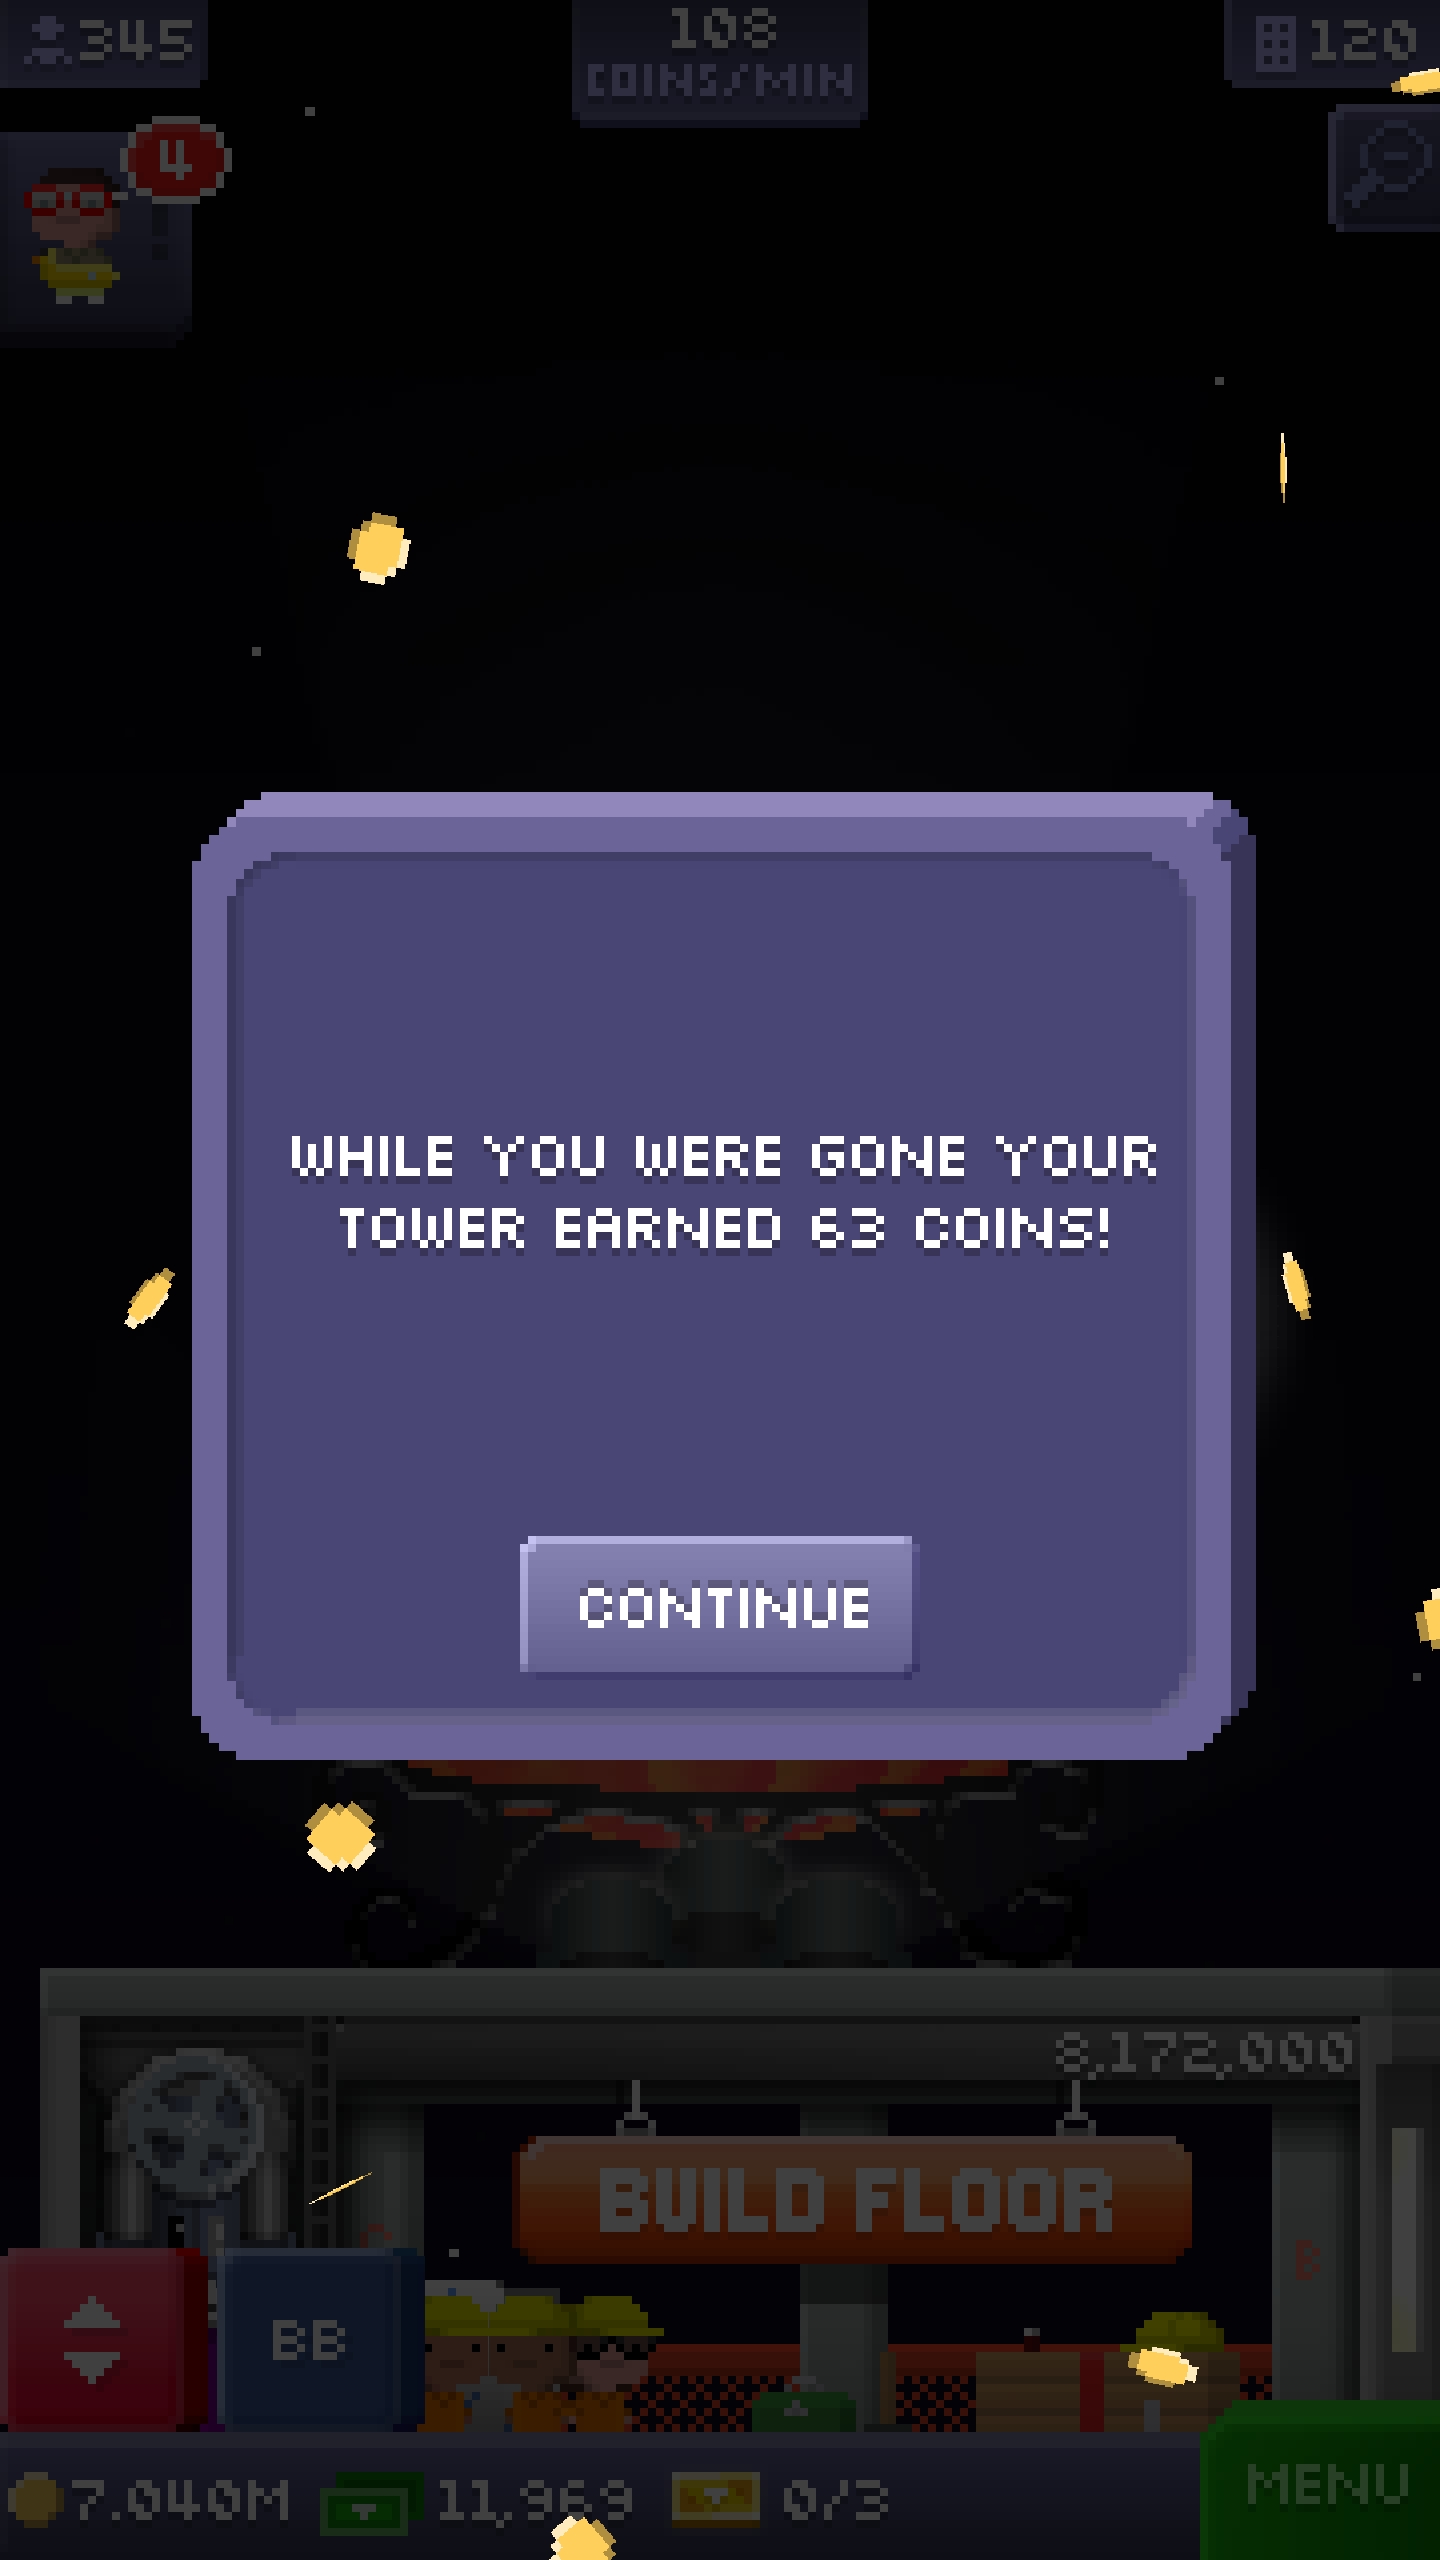 345
108
COINS/MIN
120
4
WHILE YOU WERE GONE YOUR
TOWER EARNED 63 COINS!
CONTINUE
8,172,000
BUILD FLOOR
B
BB
7.040M
11,969
0/3
MENU